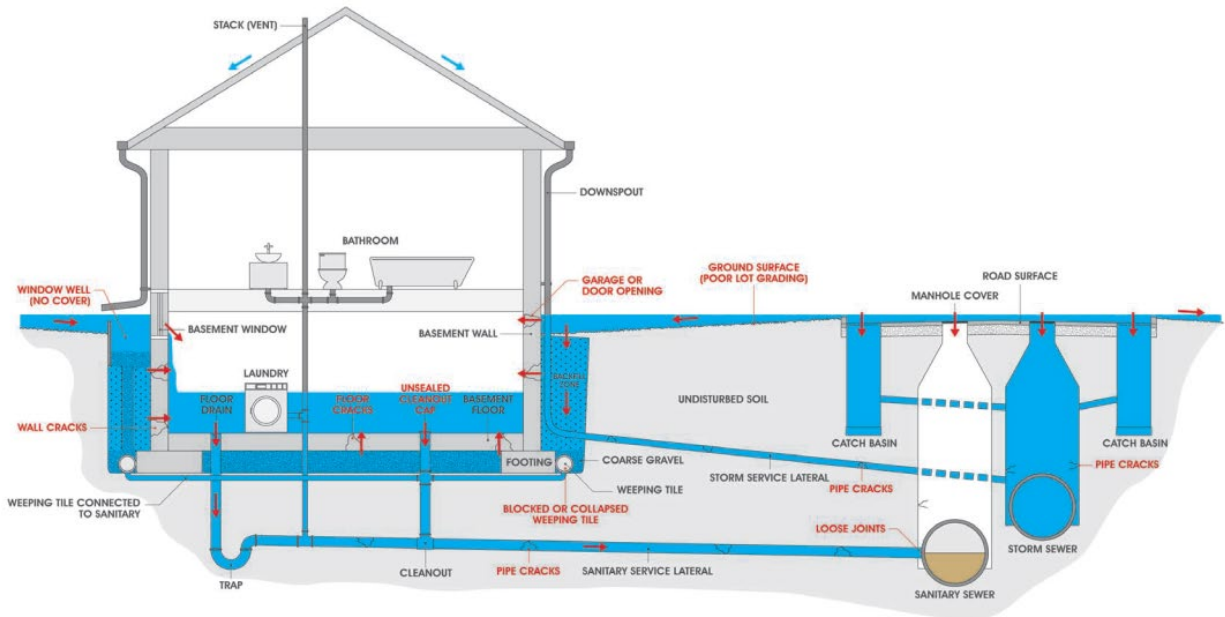 STACK (VENT)
DOWNSPOUT
BATHROOM
WINDOW WELL
(NO COVER)
BASEMENT WINDOW
GARAGE OR
DOOR OPENING
BASEMENT WALL
GROUND SURFACE
(POOR LOT GRADING)
ROAD SURFACE
MANHOLE COVER
LAUNDRY
FLOOR
DRAIN
FLOOR
CRACKS
UNSEALED
CLEANOUT
CAP
BASEMENT
FLOOR
BACKFILL
ZONE
UNDISTURBED SOIL
WALL CRACKS
CATCH BASIN
CATCH BASIN
FOOTING
COARSE GRAVEL
WEEPING TILE
STORM SERVICE LATERAL
PIPE CRACKS
PIPE CRACKS
WEEPING TILE CONNECTED
TO SANITARY
BLOCKED OR COLLAPSED
WEEPING TILE
LOOSE JOINTS
STORM SEWER
TRAP
CLEANOUT
PIPE CRACKS
SANITARY SERVICE LATERAL
SANITARY SEWER